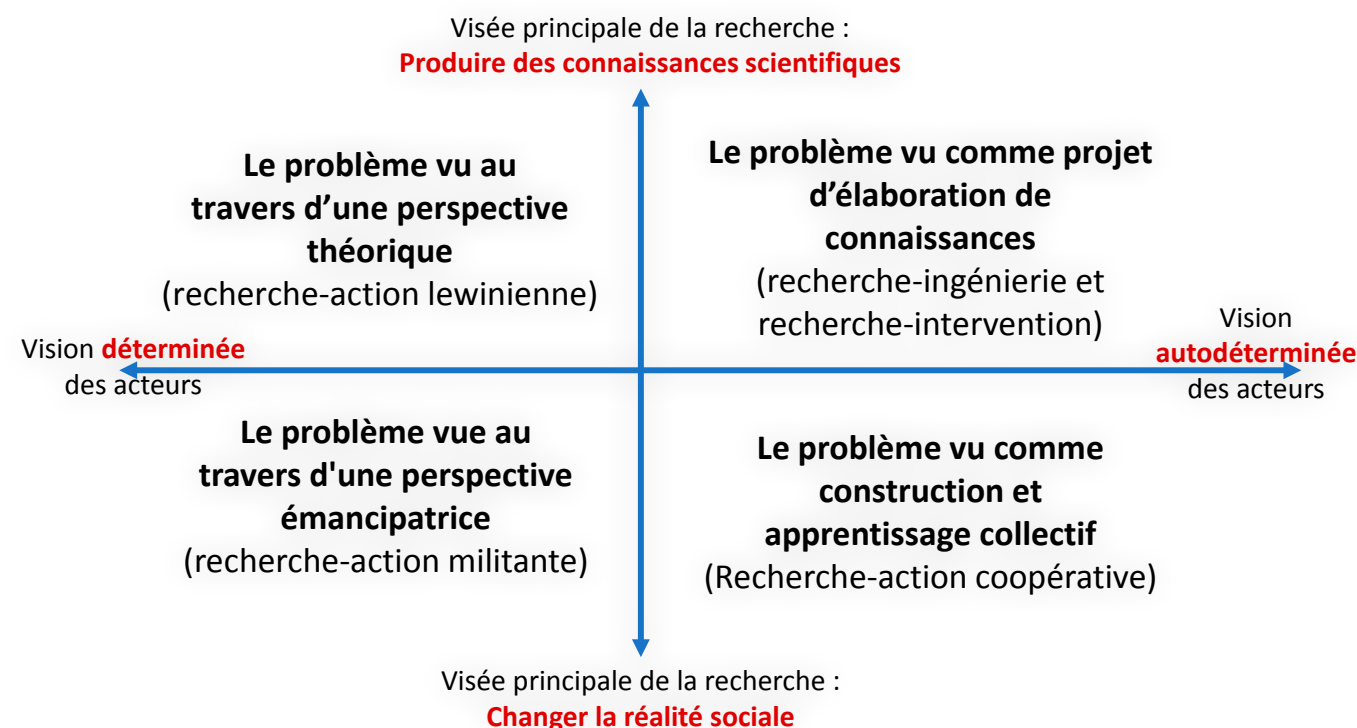 Visée principale de la recherche :
Produire des connaissances scientifiques
Le problème vu au
travers d’une perspective
théorique
(recherche-action lewinienne)
Le problème vu comme projet
d’élaboration de
connaissances
(recherche-ingénierie et
recherche-intervention)
Vision déterminée
des acteurs
Vision
autodéterminée
des acteurs
Le problème vue au
travers d'une perspective
émancipatrice
(recherche-action militante)
Le problème vu comme
construction et
apprentissage collectif
(Recherche-action coopérative)
Visée principale de la recherche :
Changer la réalité sociale